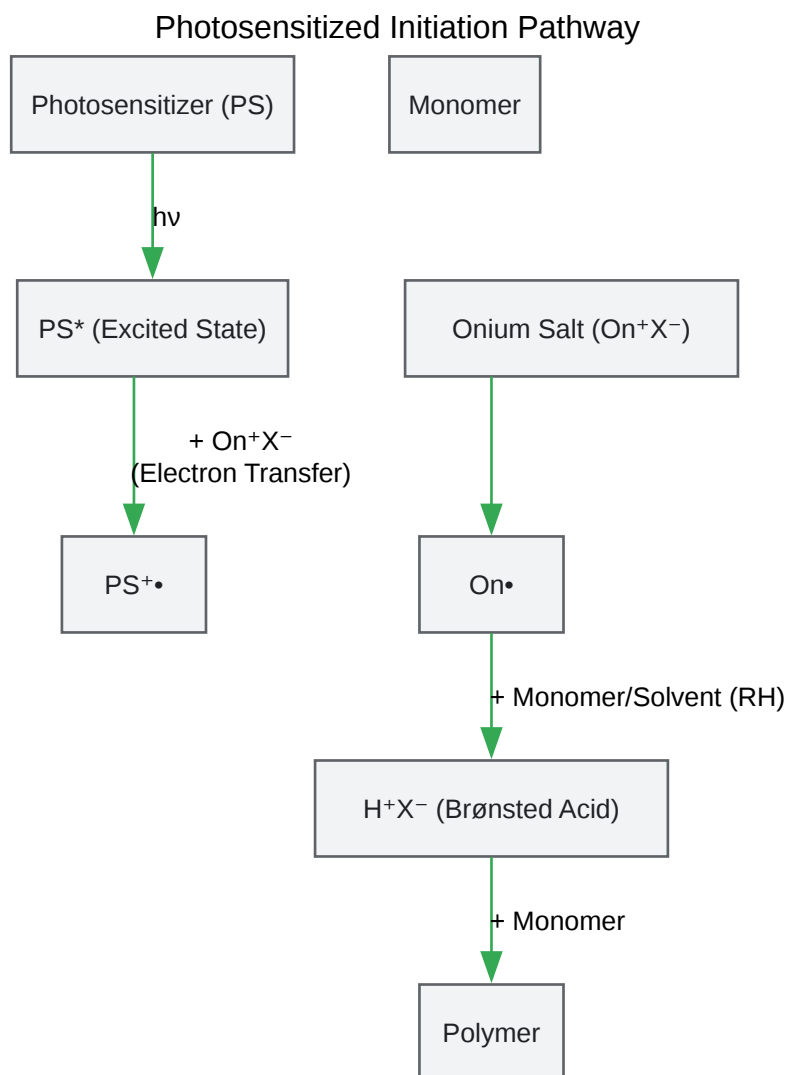 Photosensitized Initiation Pathway
Photosensitizer (PS)
Monomer
hν
PS* (Excited State)
Onium Salt (On⁺X⁻)
+ On⁺X⁻
(Electron Transfer)
PS⁺•
On•
+ Monomer/Solvent (RH)
H⁺X⁻ (Brønsted Acid)
+ Monomer
Polymer